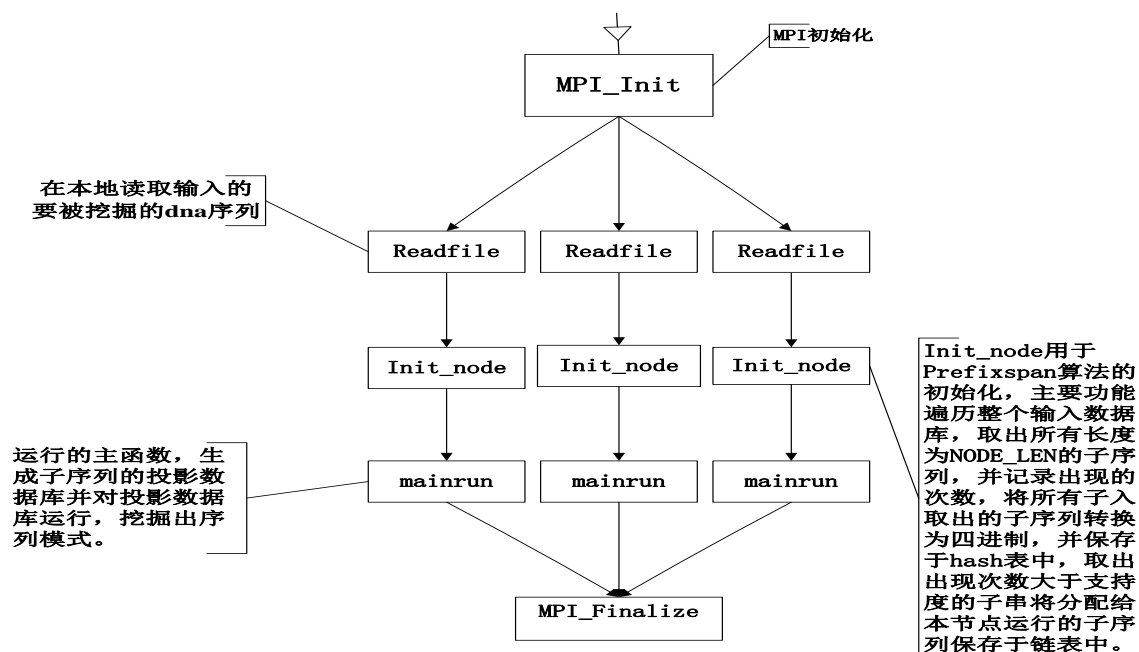 MPI初始化
MPI_Init
在本地读取输入的
要被挖掘的dna序列
Readfile
Readfile
Readfile
Init_node
Init_node
Init_node
Init_node用于
Prefixspan算法的
初始化，主要功能
遍历整个输入数据
库，取出所有长度
为NODE_LEN的子序
列，并记录出现的
次数，将所有子入
取出的子序列转换
为四进制，并保存
于hash表中，取出
出现次数大于支持
度的子串将分配给
本节点运行的子序
列保存于链表中。
运行的主函数，生
成子序列的投影数
据库并对投影数据
库运行，挖掘出序
列模式。
mainrun
mainrun
mainrun
MPI_Finalize